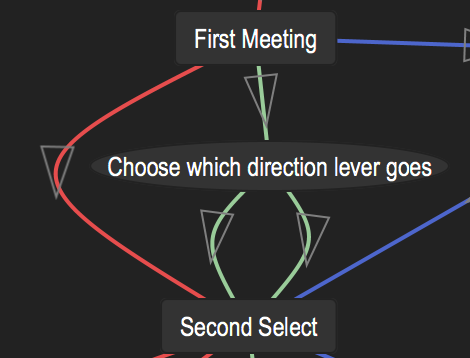 First Meeting
Choose which direction lever goes
Second Select